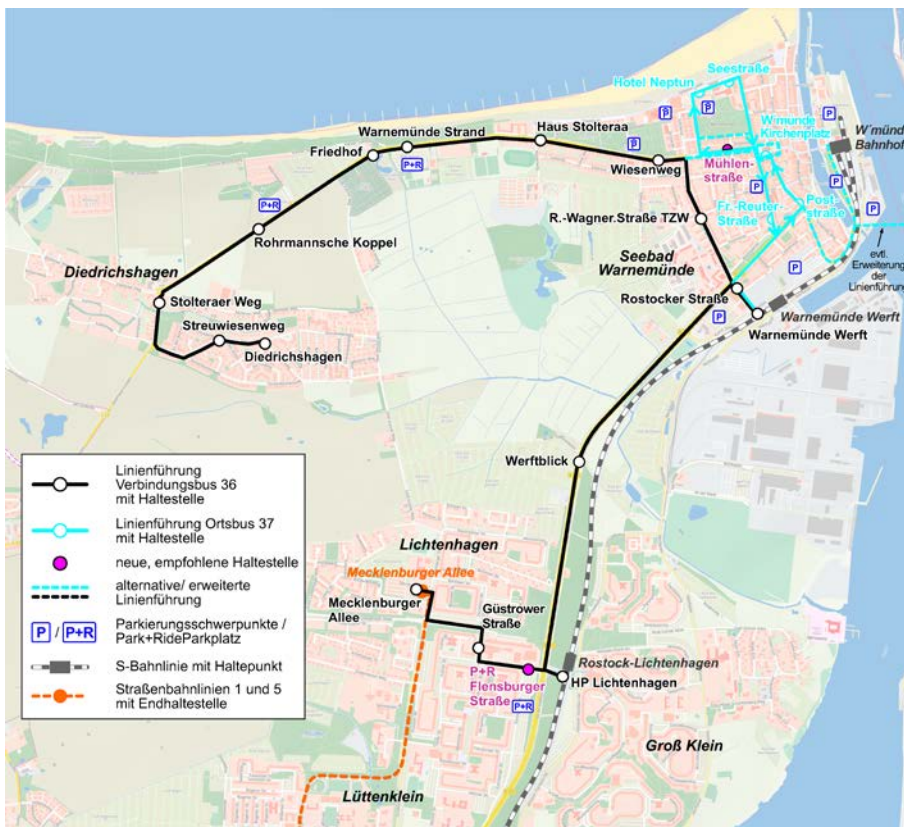 Hotel Neptun
Seestraße
P
P
P
P
W'münde
Kirchenplatz
W'münde
Bahnhof
Warnemünde Strand
Haus Stolteraa
P
Friedhof
P+R
Wiesenweg
Mühlen-
straße
P
P
P+R
Fr.-Reuter-
Straße
Post
straße
P
R.-Wagner.Straße TZW
Rohrmannsche Koppel
evtl.
Erweiterung
der
Linienführung
Diedrichshagen
Seebad
Warnemünde
P
Stolteraer Weg
Rostocker Straße
P
Warnemünde Werft
Streuwiesenweg
Diedrichshagen
Warnemünde Werft
Werftblick
Linienführung
Verbindungsbus 36
mit Haltestelle
Linienführung Ortsbus 37
mit Haltestelle
neue, empfohlene Haltestelle
alternative/ erweiterte
Linienführung
P / P+R
Parkierungsschwerpunkte /
Park+RideParkplatz
S-Bahnlinie mit Haltepunkt
Straßenbahnlinien 1 und 5
mit Endhaltestelle
Lichtenhagen
Mecklenburger Allee
Mecklenburger
Allee
Güstrower
Straße
Rostock-Lichtenhagen
P+R
Flensburger
Straße
HP Lichtenhagen
P+R
Groß Klein
Lüttenklein